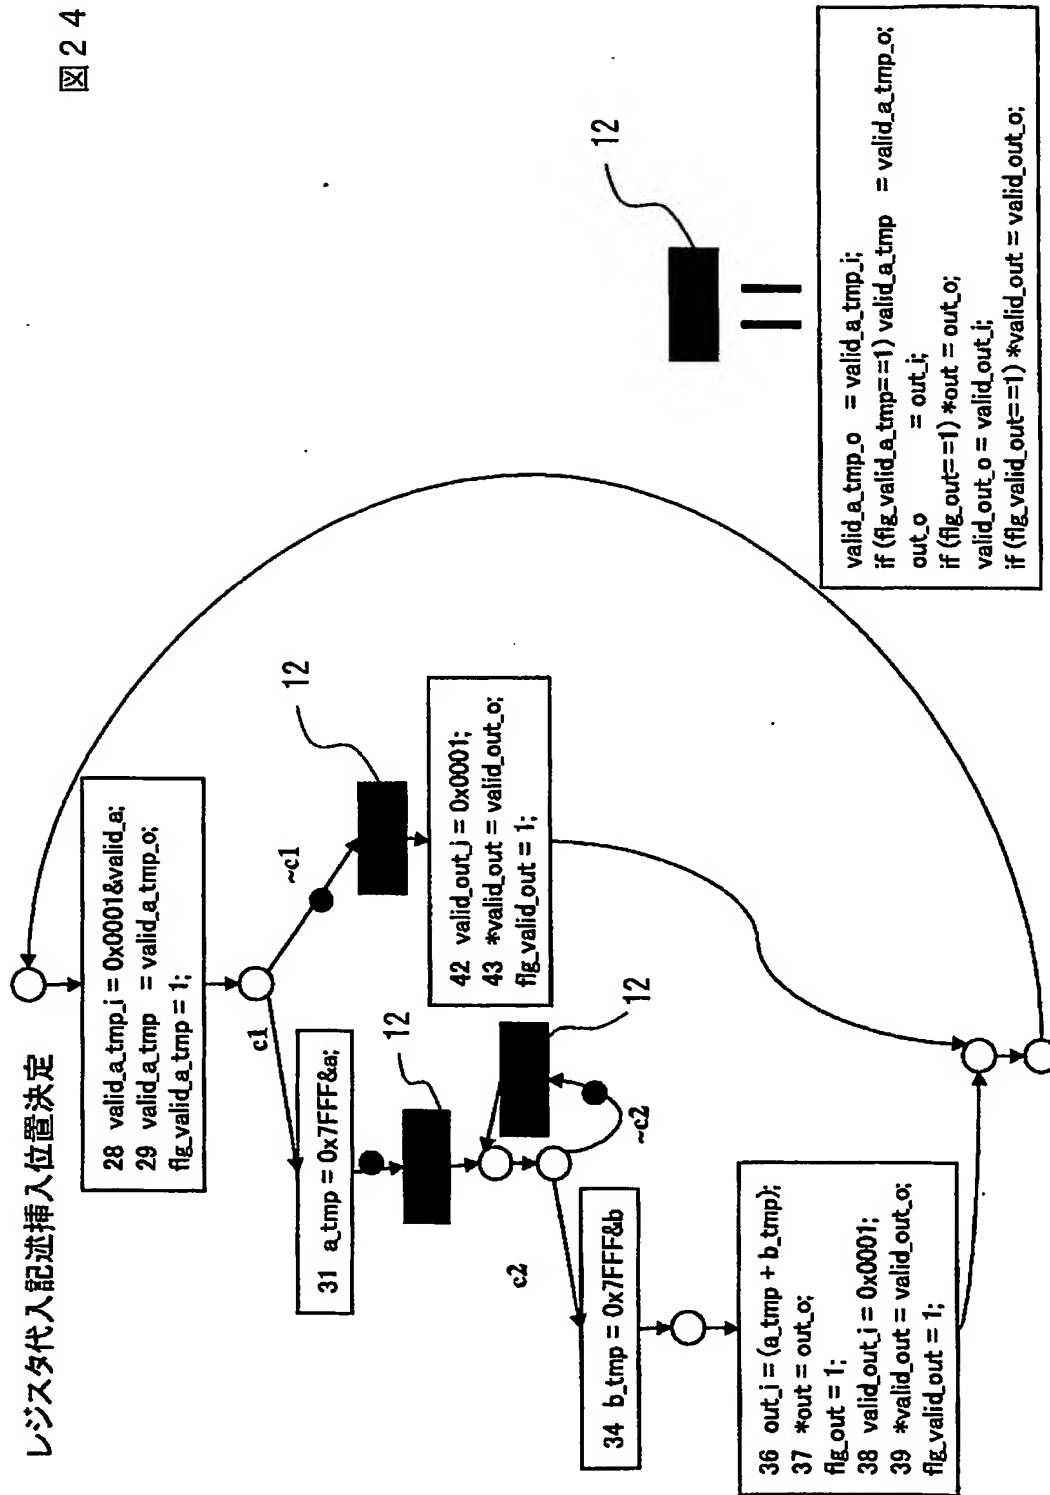 図２４
レジスタ代入記述挿入位置決定
28 valid_a_tmp_i = 0x0001&valid_a;
29 valid_a_tmp = valid_a_tmp_o;
flg_valid_a_tmp = 1;
c1
~c1
12
31 a_tmp = 0x7FFF&a;
12
42 valid_out_i = 0x0001;
43 *valid_out = valid_out_o;
flg_valid_out = 1;
12
c2
~c2
34 b_tmp = 0x7FFF&b
36 out_i = (a_tmp + b_tmp);
37 *out = out_o;
flg_out = 1;
38 valid_out_i = 0x0001;
39 *valid_out = valid_out_o;
flg_valid_out = 1;
12
valid_a_tmp_o = valid_a_tmp_i;
if (flg_valid_a_tmp==1) valid_a_tmp = valid_a_tmp_o;
out_o = out_i;
if (flg_out==1) *out = out_o;
valid_out_o = valid_out_i;
if (flg_valid_out==1) *valid_out = valid_out_o;